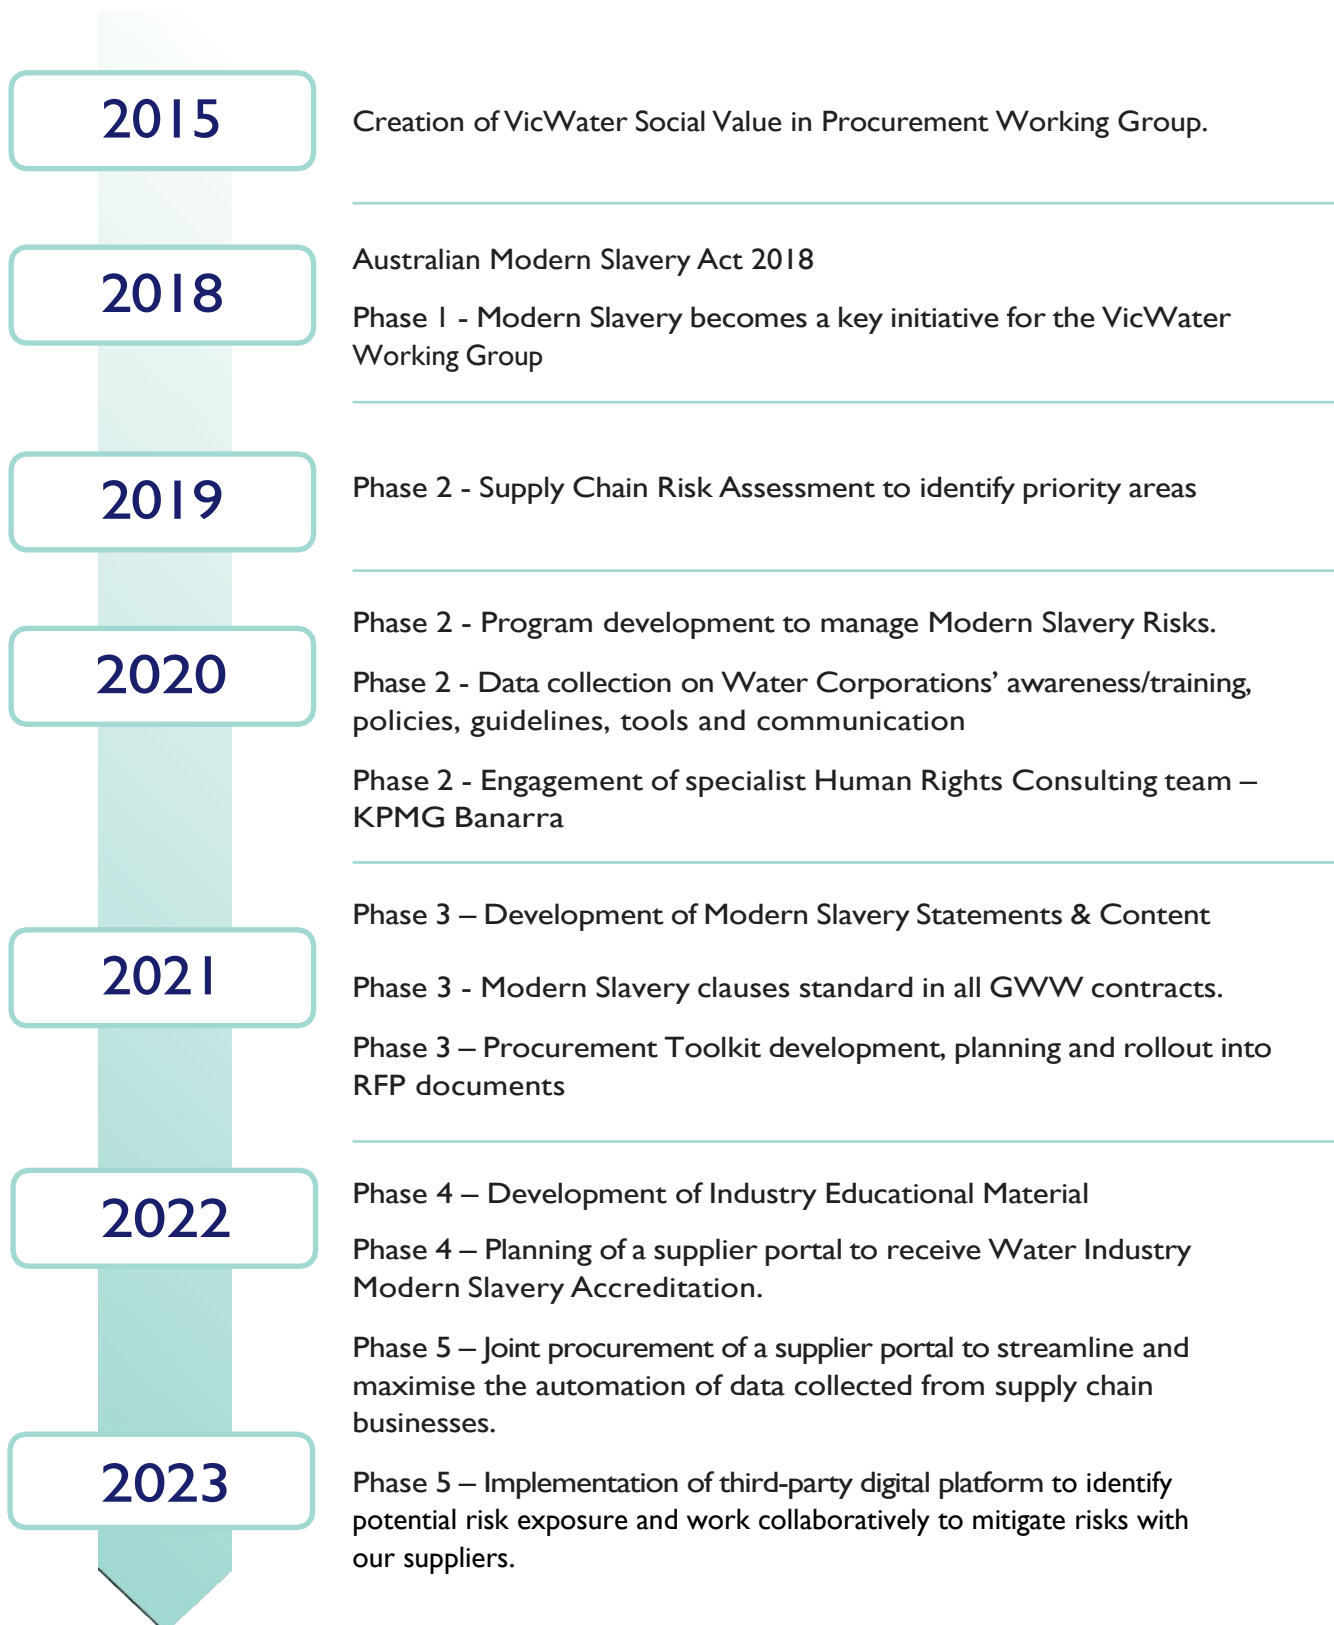 2015
Creation of VicWater Social Value in Procurement Working Group.
2018
Australian Modern Slavery Act 2018
Phase 1 - Modern Slavery becomes a key initiative for the VicWater
Working Group
2019
Phase 2 - Supply Chain Risk Assessment to identify priority areas
2020
Phase 2 - Program development to manage Modern Slavery Risks.
Phase 2 - Data collection on Water Corporations’ awareness/training,
policies, guidelines, tools and communication
Phase 2 - Engagement of specialist Human Rights Consulting team –
KPMG Banarra
2021
Phase 3 – Development of Modern Slavery Statements & Content
Phase 3 - Modern Slavery clauses standard in all GWW contracts.
Phase 3 – Procurement Toolkit development, planning and rollout into
RFP documents
2022
Phase 4 – Development of Industry Educational Material
Phase 4 – Planning of a supplier portal to receive Water Industry
Modern Slavery Accreditation.
Phase 5 – Joint procurement of a supplier portal to streamline and
maximise the automation of data collected from supply chain
businesses.
2023
Phase 5 – Implementation of third-party digital platform to identify
potential risk exposure and work collaboratively to mitigate risks with
our suppliers.